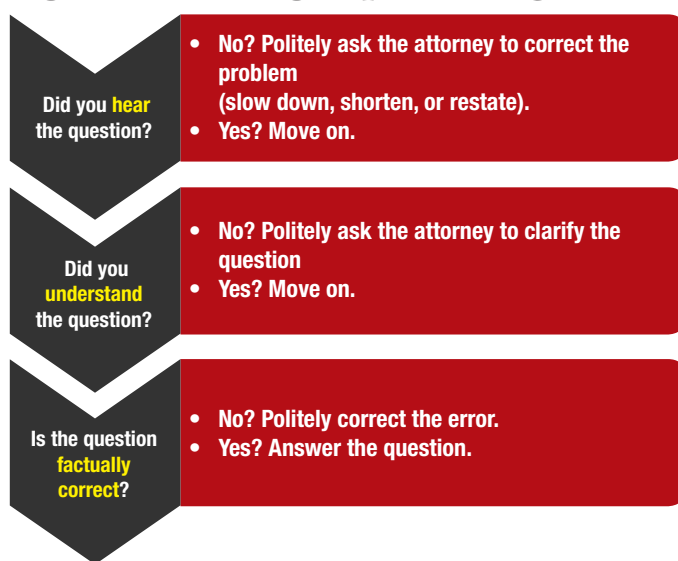 Did you hear
the question?
• No? Politely ask the attorney to correct the
problem
(slow down, shorten, or restate).
• Yes? Move on.
Did you
understand
the question?
• No? Politely ask the attorney to clarify the
question
• Yes? Move on.
Is the question
factually
correct?
• No? Politely correct the error.
• Yes? Answer the question.